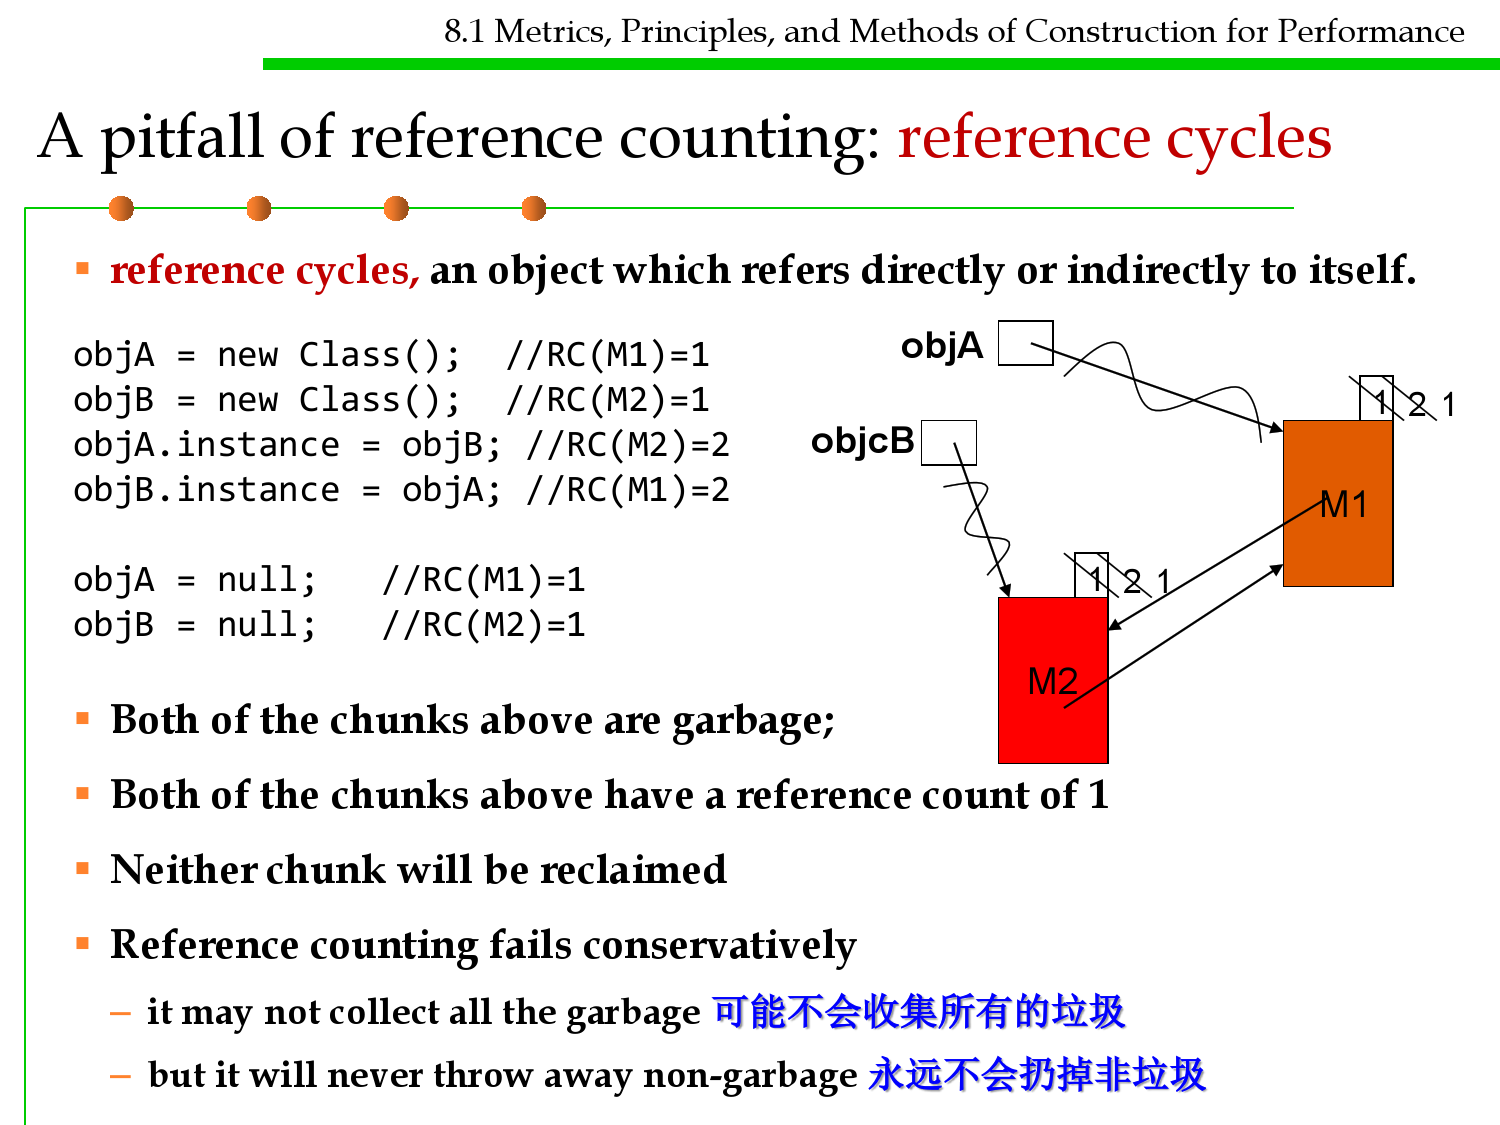 8.1 Metrics, Principles, and Methods of Construction for Performance
A pitfall of reference counting: reference cycles
reference cycles, an object which refers directly or indirectly to itself.
objA = new Class();  //RC(M1)=1
objB = new Class();  //RC(M2)=1
objA.instance = objB; //RC(M2)=2
objB.instance = objA; //RC(M1)=2
objA = null;   //RC(M1)=1
objB = null;   //RC(M2)=1
objA
1 2 1
objcB
M1
1 2 1
M2
Both of the chunks above are garbage;
Both of the chunks above have a reference count of 1
Neither chunk will be reclaimed
Reference counting fails conservatively
– it may not collect all the garbage 可能不会收集所有的垃圾
– but it will never throw away non-garbage 永远不会扔掉非垃圾